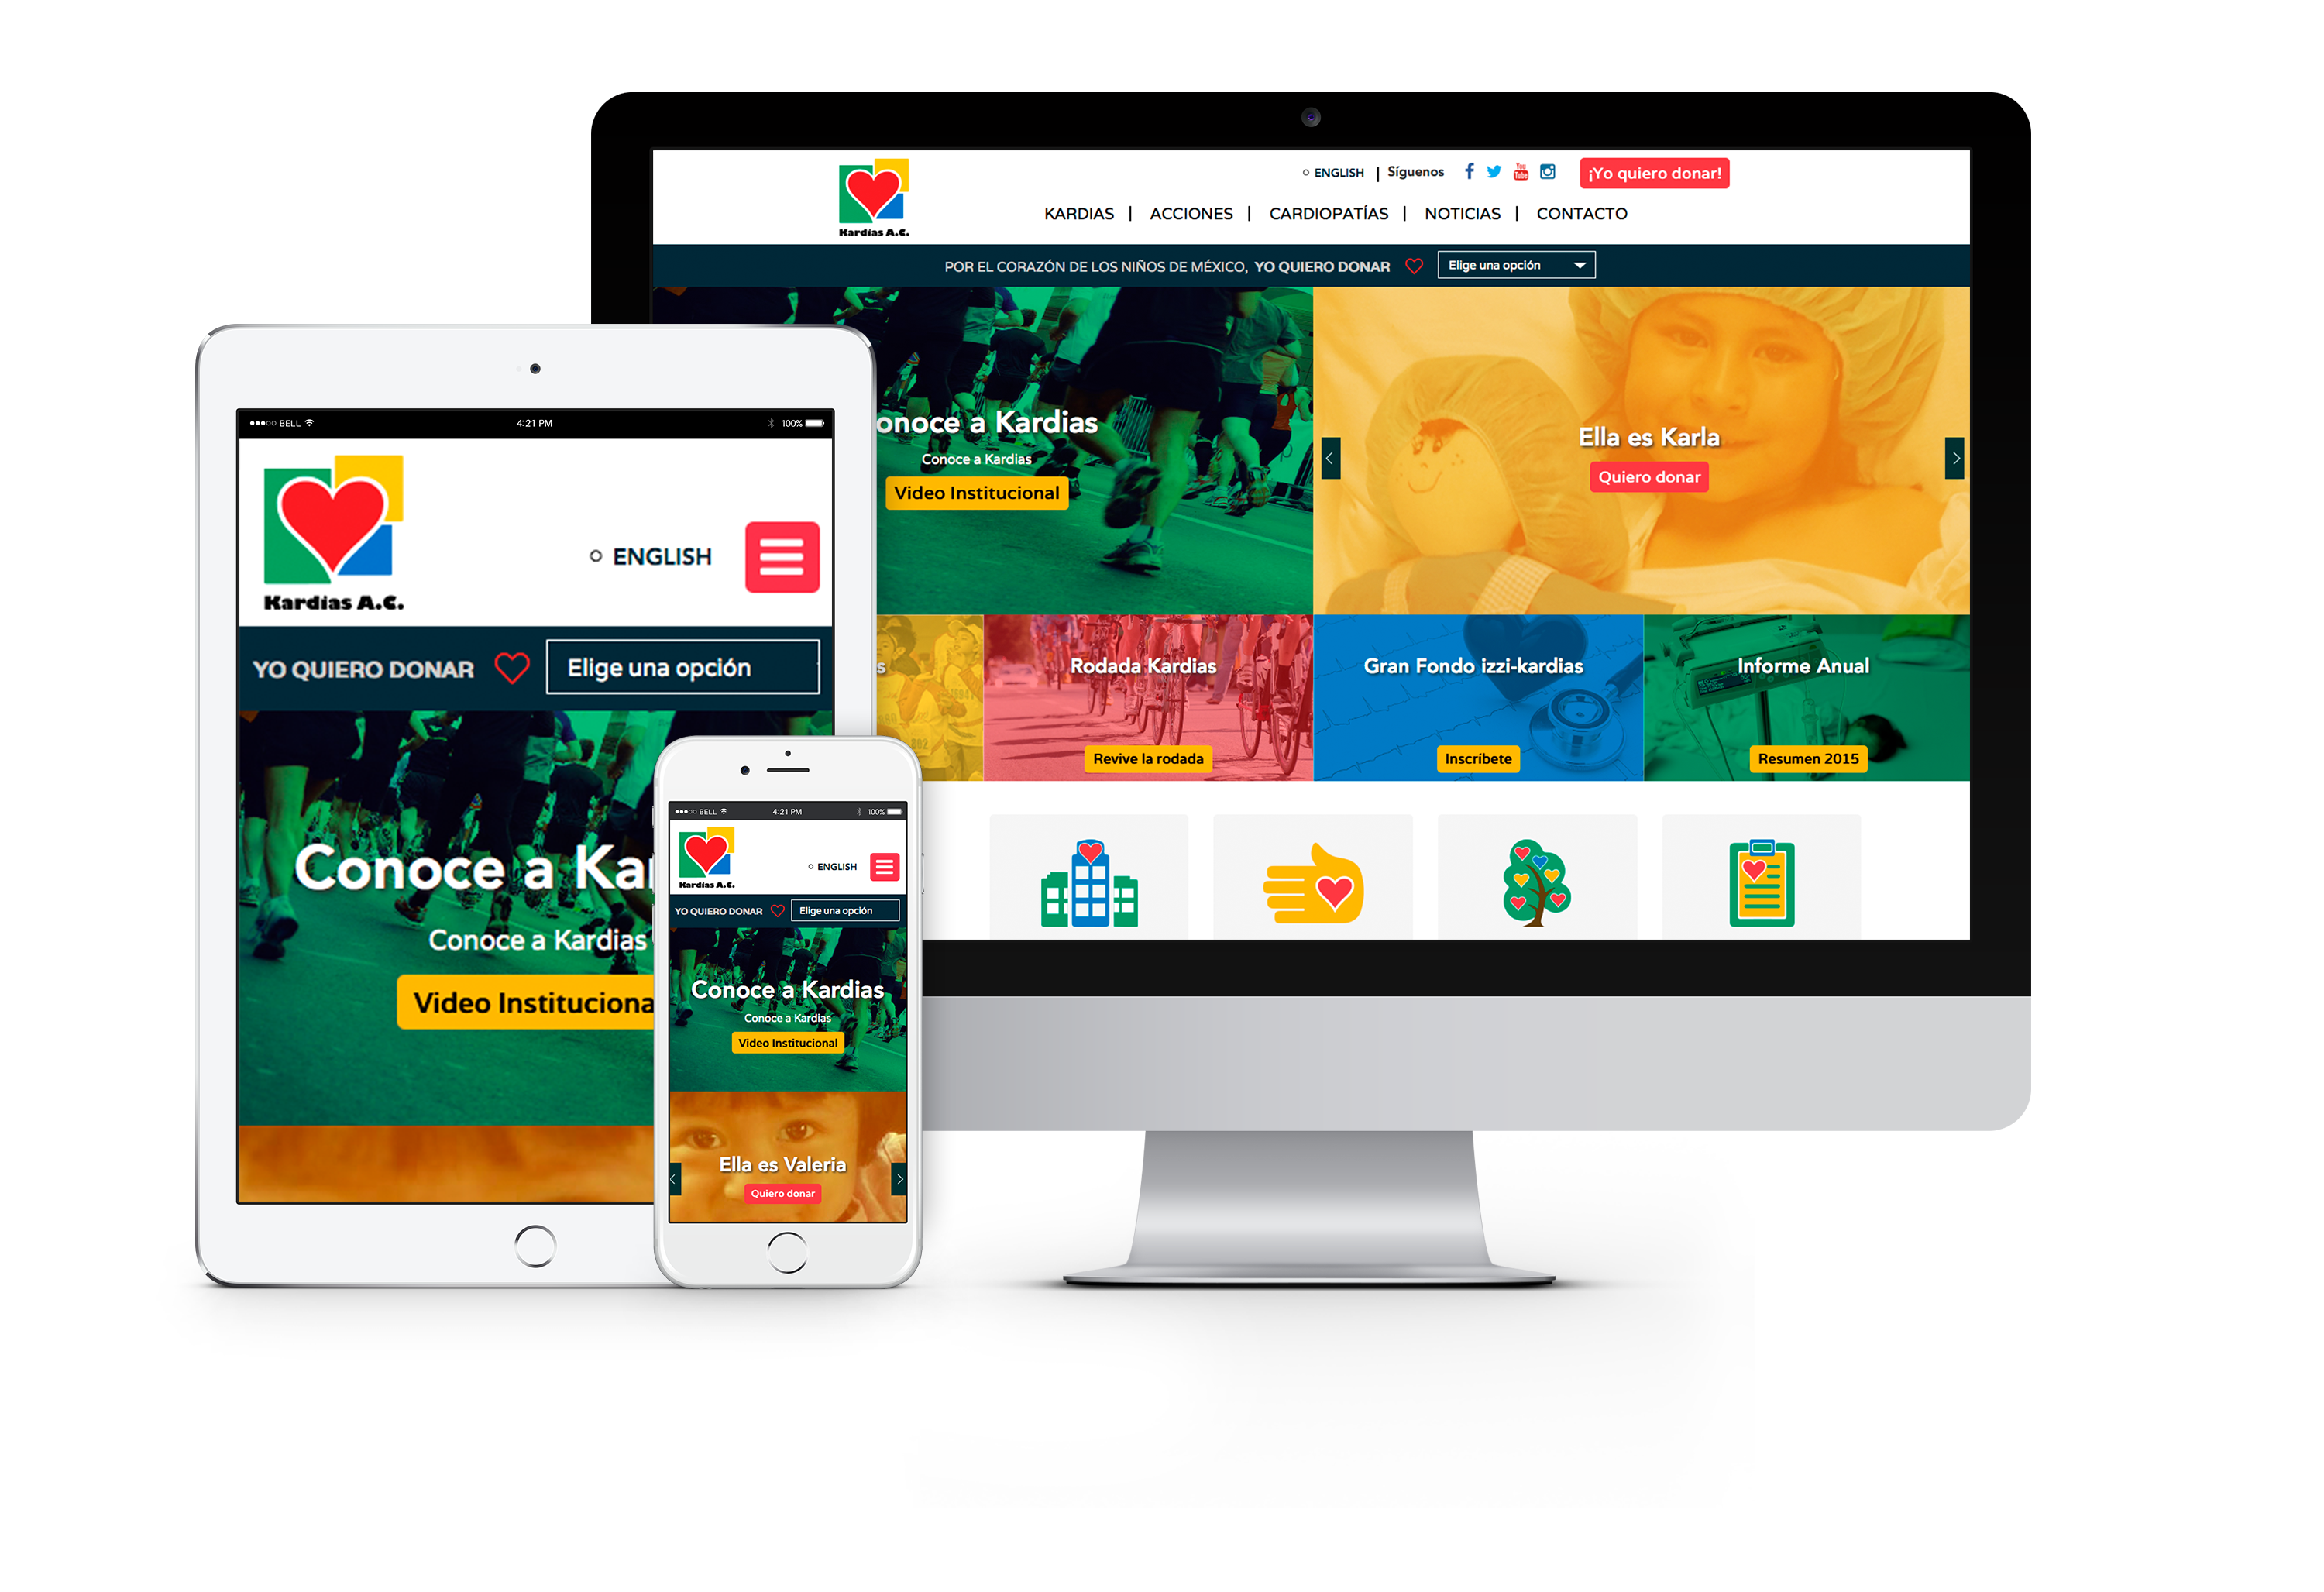 ENGLISH | Síguenos
You Tube
¡Yo quiero donar!
Kardias A.C.
KARDIAS | ACCIONES | CARDIOPATÍAS | NOTICIAS | CONTACTO
POR EL CORAZÓN DE LOS NIÑOS DE MÉXICO, YO QUIERO DONAR
Elige una opción
onoce a Kardias
Conoce a Kardias
Video Institucional
Ella es Karla
Quiero donar
s
Rodada Kardias
Revive la rodada
Gran Fondo izzi-kardias
Inscríbete
Informe Anual
Resumen 2015
BELL 4:21 PM 100%
Kardias A.C.
ENGLISH
YO QUIERO DONAR
Elige una opción
Conoce a Ka
Conoce a Kardias
Video Instituciona
BELL 4:21 PM 100%
Kardias A.C.
ENGLISH
YO QUIERO DONAR
Elige una opción
Conoce a Kardias
Conoce a Kardias
Video Institucional
Ella es Valeria
Quiero donar